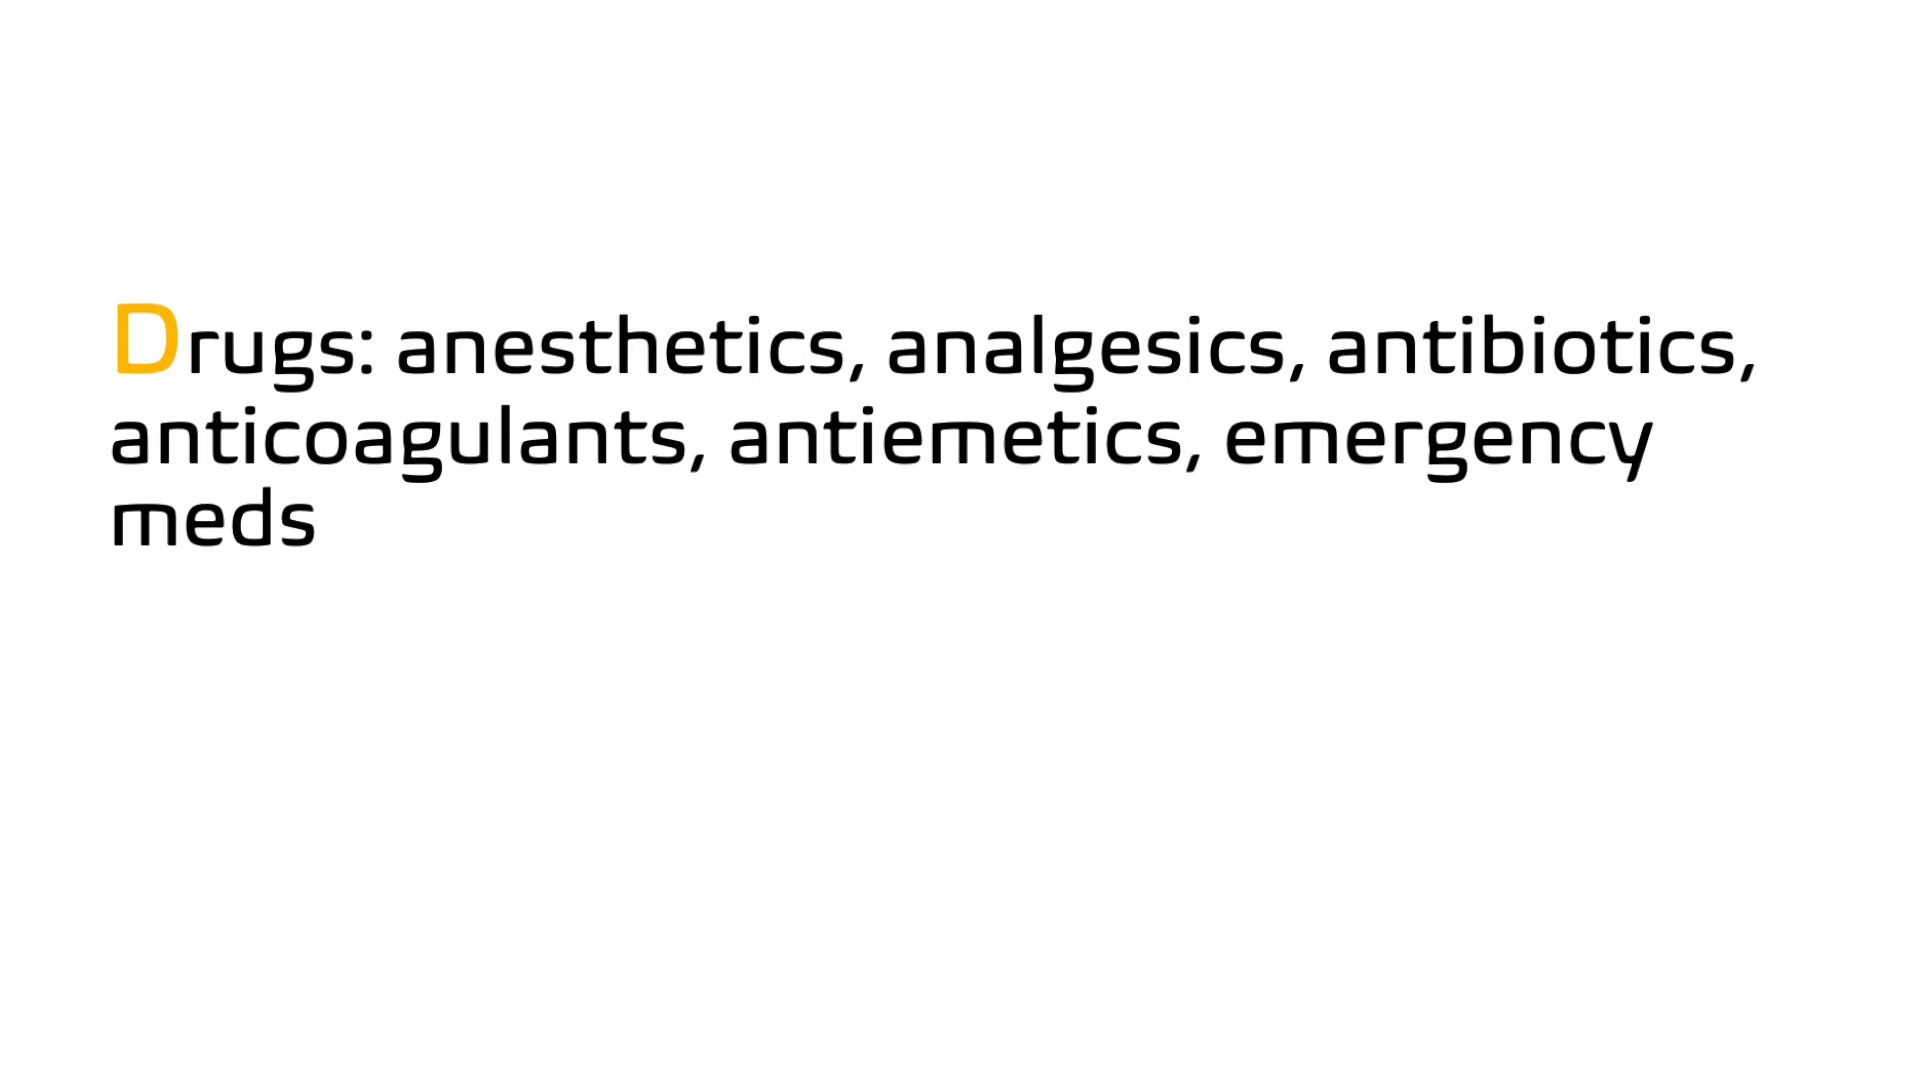 Drugs: anesthetics, analgesics, antibiotics,
anticoagulants, antiemetics, emergency
meds